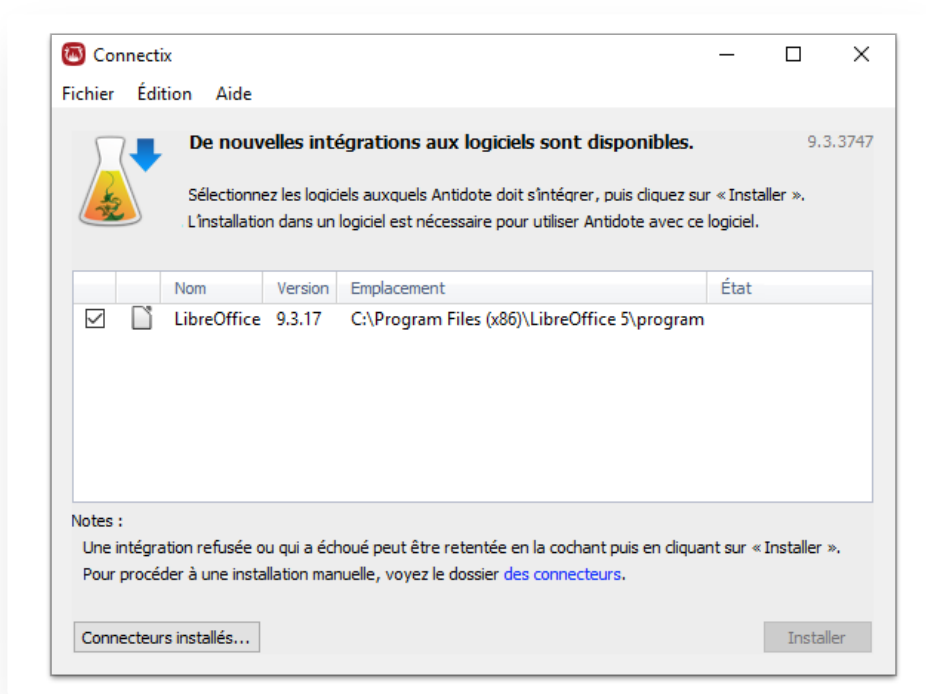 Connectix
Fichier Édition Aide
De nouvelles intégrations aux logiciels sont disponibles. 9.3.3747
Sélectionnez les logiciels auxquels Antidote doit s'intégrer, puis cliquez sur « Installer ».
L'installation dans un logiciel est nécessaire pour utiliser Antidote avec ce logiciel.
Nom Version Emplacement État
LibreOffice 9.3.17 C:\Program Files (x86)\LibreOffice 5\program
Notes :
Une intégration refusée ou qui a échoué peut être retentée en la cochant puis en cliquant sur « Installer ».
Pour procéder à une installation manuelle, voyez le dossier des connecteurs.
Connecteurs installés... Installer